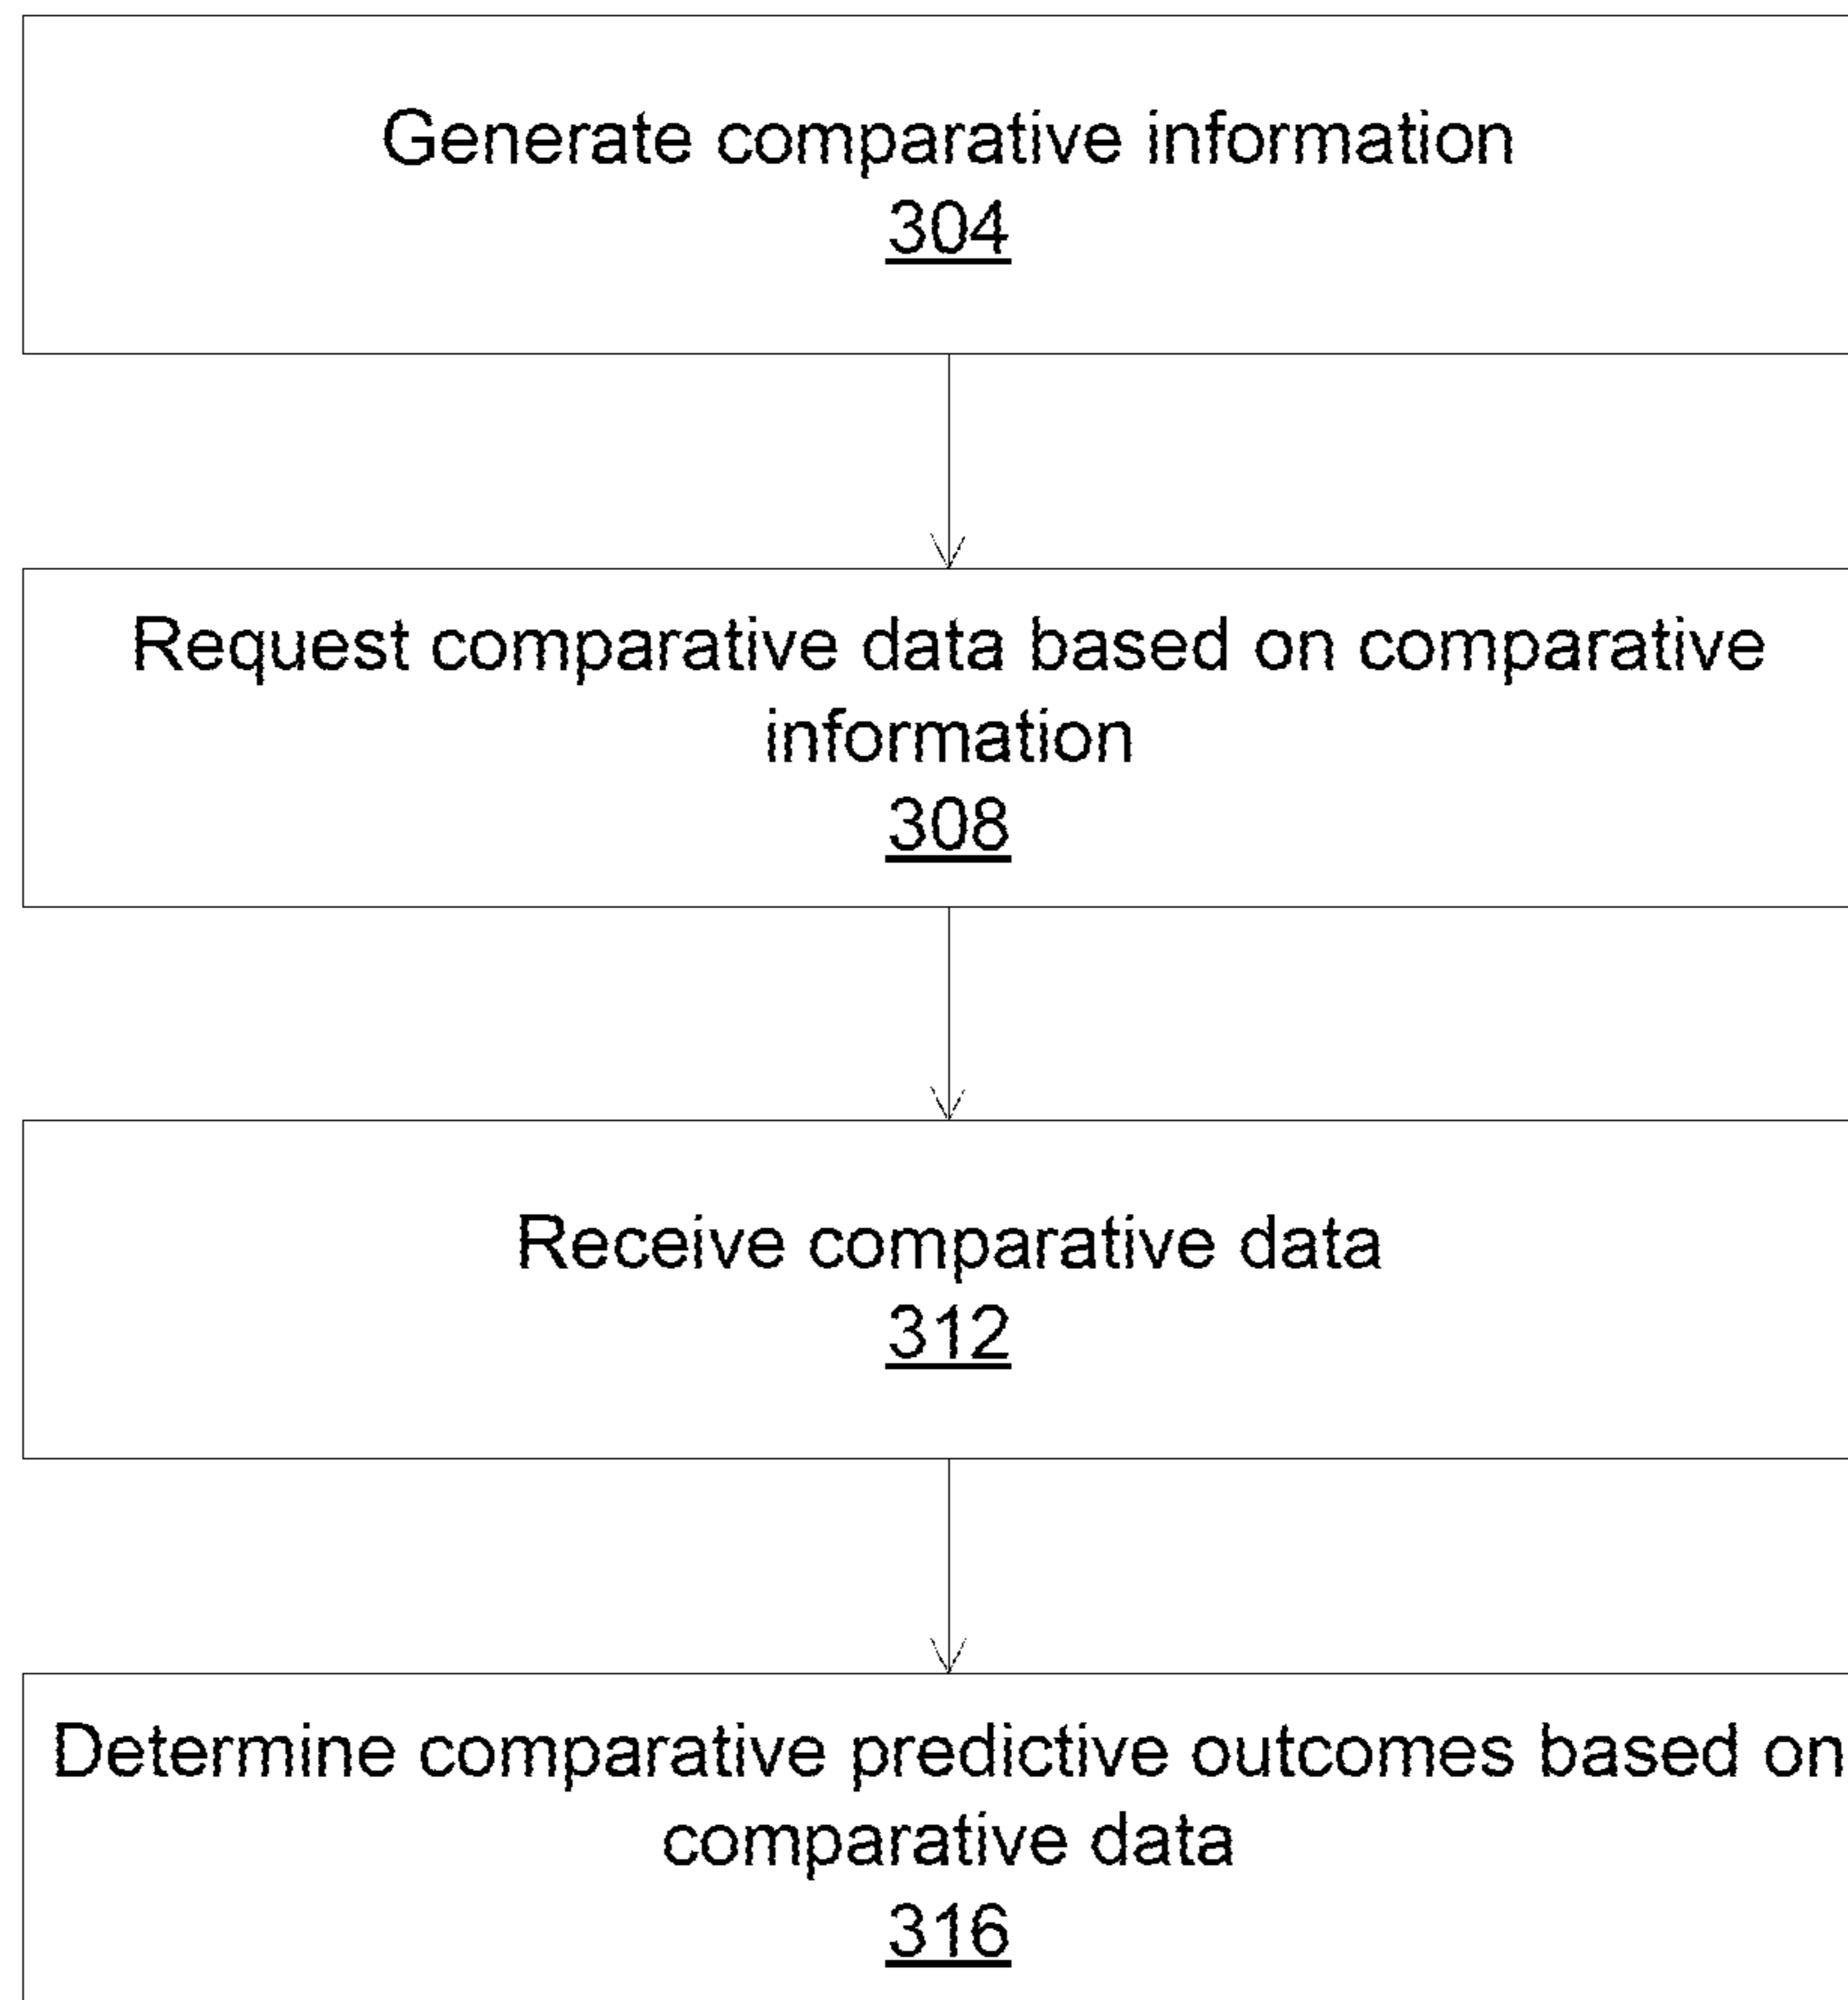 Generate comparative information
304
Request comparative data based on comparative
information
308
Receive comparative data
312
Determine comparative predictive outcomes based on
comparative data
316